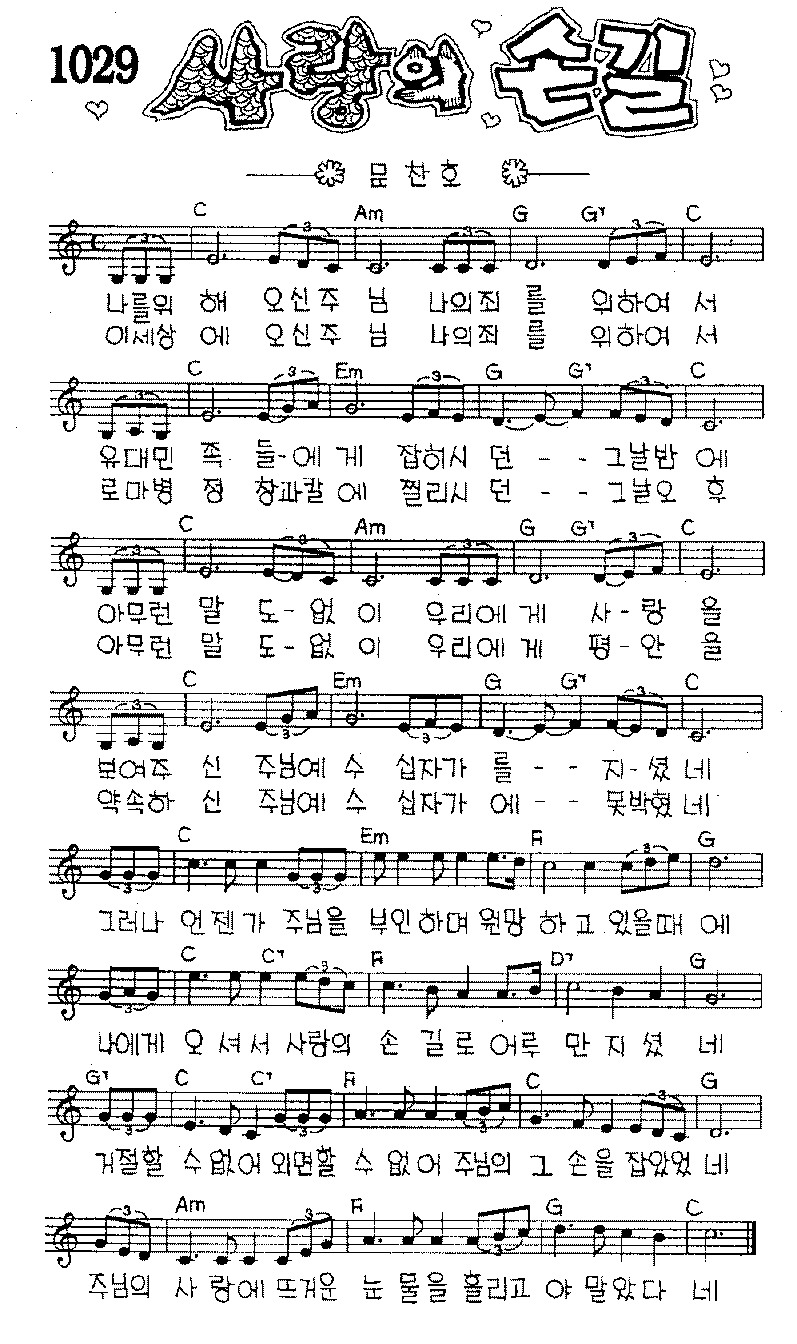 1029 사랑의 손길
문찬호
C Am G G7 C
나를위 해 오신주 님 나의죄 를 위하여 서
이세상 에 오신주 님 나의죄 를 위하여 서
C Em G G7 C
유대민 족 들-에 게 잡히시 던 - - 그날밤 에
로마병 정 창과칼 에 찔리시 던 - - 그날오 후
C Am G G7 C
아무런 말 도-없 이 우리에 게 사-랑 을
아무런 말 도-없 이 우리에 게 평-안 을
C Em G G7 C
보여주 신 주님예 수 십자가 를 - - 지-셨 네
약속하 신 주님예 수 십자가 에 - - 못박혔 네
C Em F G
그러나 언 젠 가 주님을 부인하며 원망 하 고 있을때 에
C C7 F D7 G
나에게 오 셔 서 사랑의 손 길 로 어루 만 지 셨 네
G7 C C7 F C G
거절할 수 없어 외면할 수 없어 주님의 그 손을 잡았었 네
Am F G C
주님의 사 랑에 뜨거운 눈 물을 흘리고 야 말았다 네